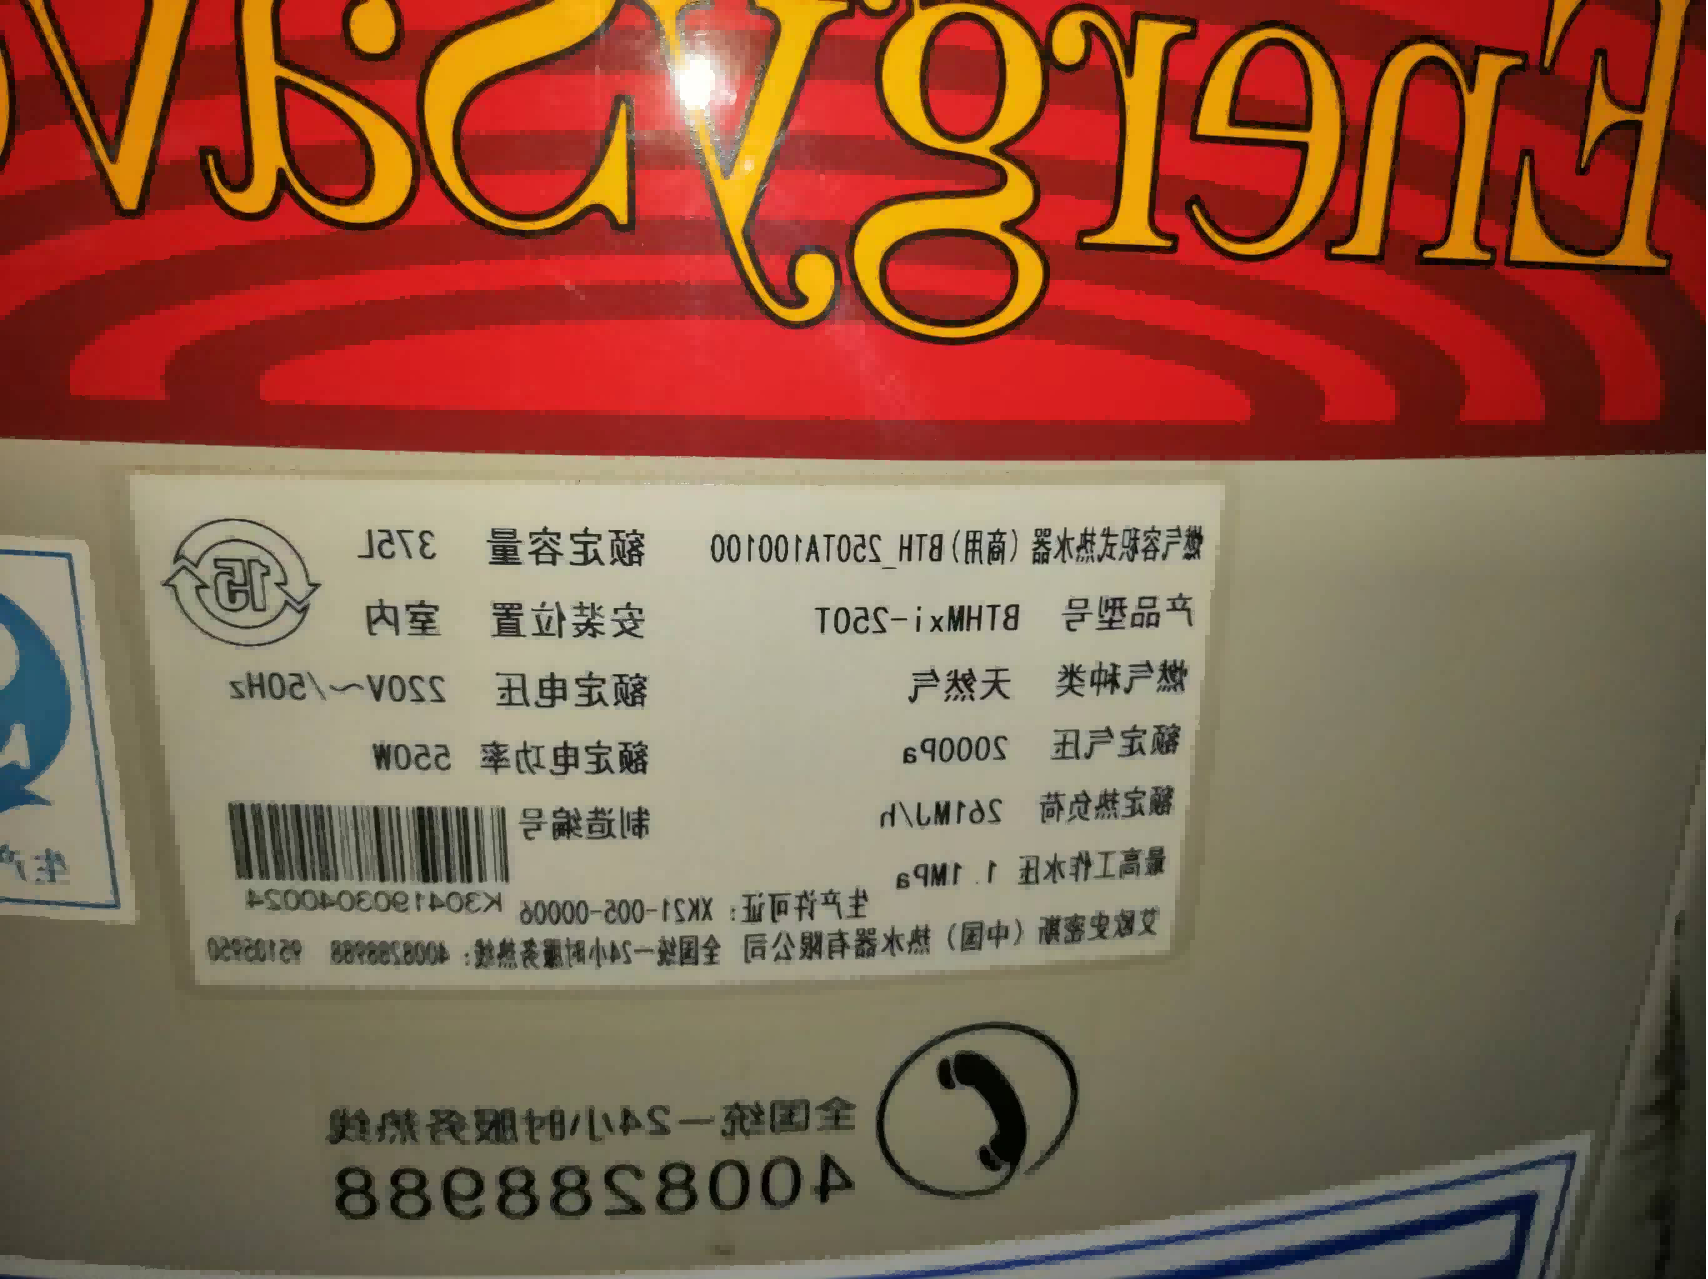 EnergySav
燃气容积式热水器(商用)BTH_250TA100100
产品型号 BTHMxi-250T
燃气种类 天然气
额定气压 2000Pa
额定热负荷 261MJ/h
最高工作水压 1.1MPa
额定容量 375L
安装位置 室内
额定电压 220V～/50Hz
额定电功率 550W
制造编号
K3041903040024
15
生产许可证：XK21-005-00006
艾欧史密斯(中国)热水器有限公司 全国统一24小时服务热线：4008288988 95105950
全国统一24小时服务热线
4008288988
生产